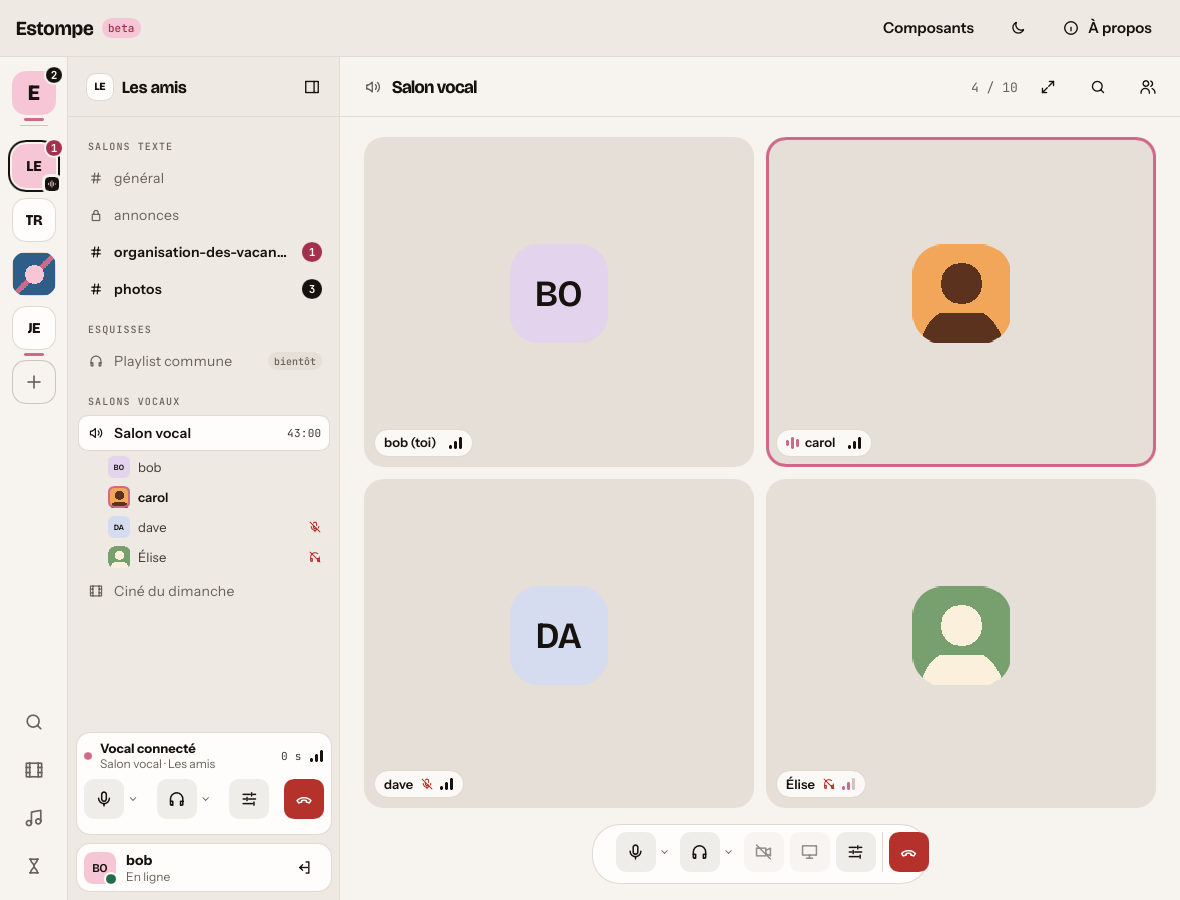 Estompe beta
Composants
À propos
E 2
LE 1
TR
JE
LE Les amis
SALONS TEXTE
# général
annonces
# organisation-des-vacan... 1
# photos 3
ESQUISSES
Playlist commune bientôt
SALONS VOCAUX
Salon vocal 43:00
BO bob
carol
DA dave
Élise
Ciné du dimanche
Vocal connecté
Salon vocal · Les amis
0 s
BO bob
En ligne
Salon vocal
4 / 10
BO
bob (toi)
carol
DA
dave
Élise